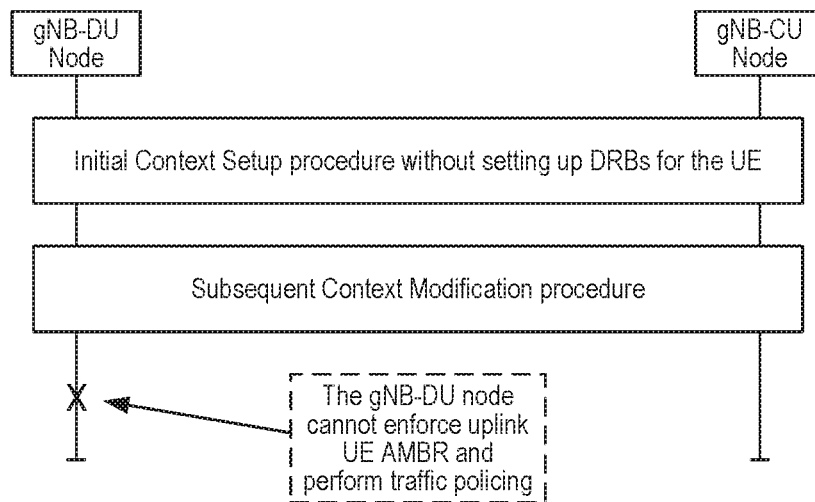 gNB-DU
Node
gNB-CU
Node
Initial Context Setup procedure without setting up DRBs for the UE
Subsequent Context Modification procedure
X
The gNB-DU node
cannot enforce uplink
UE AMBR and
perform traffic policing